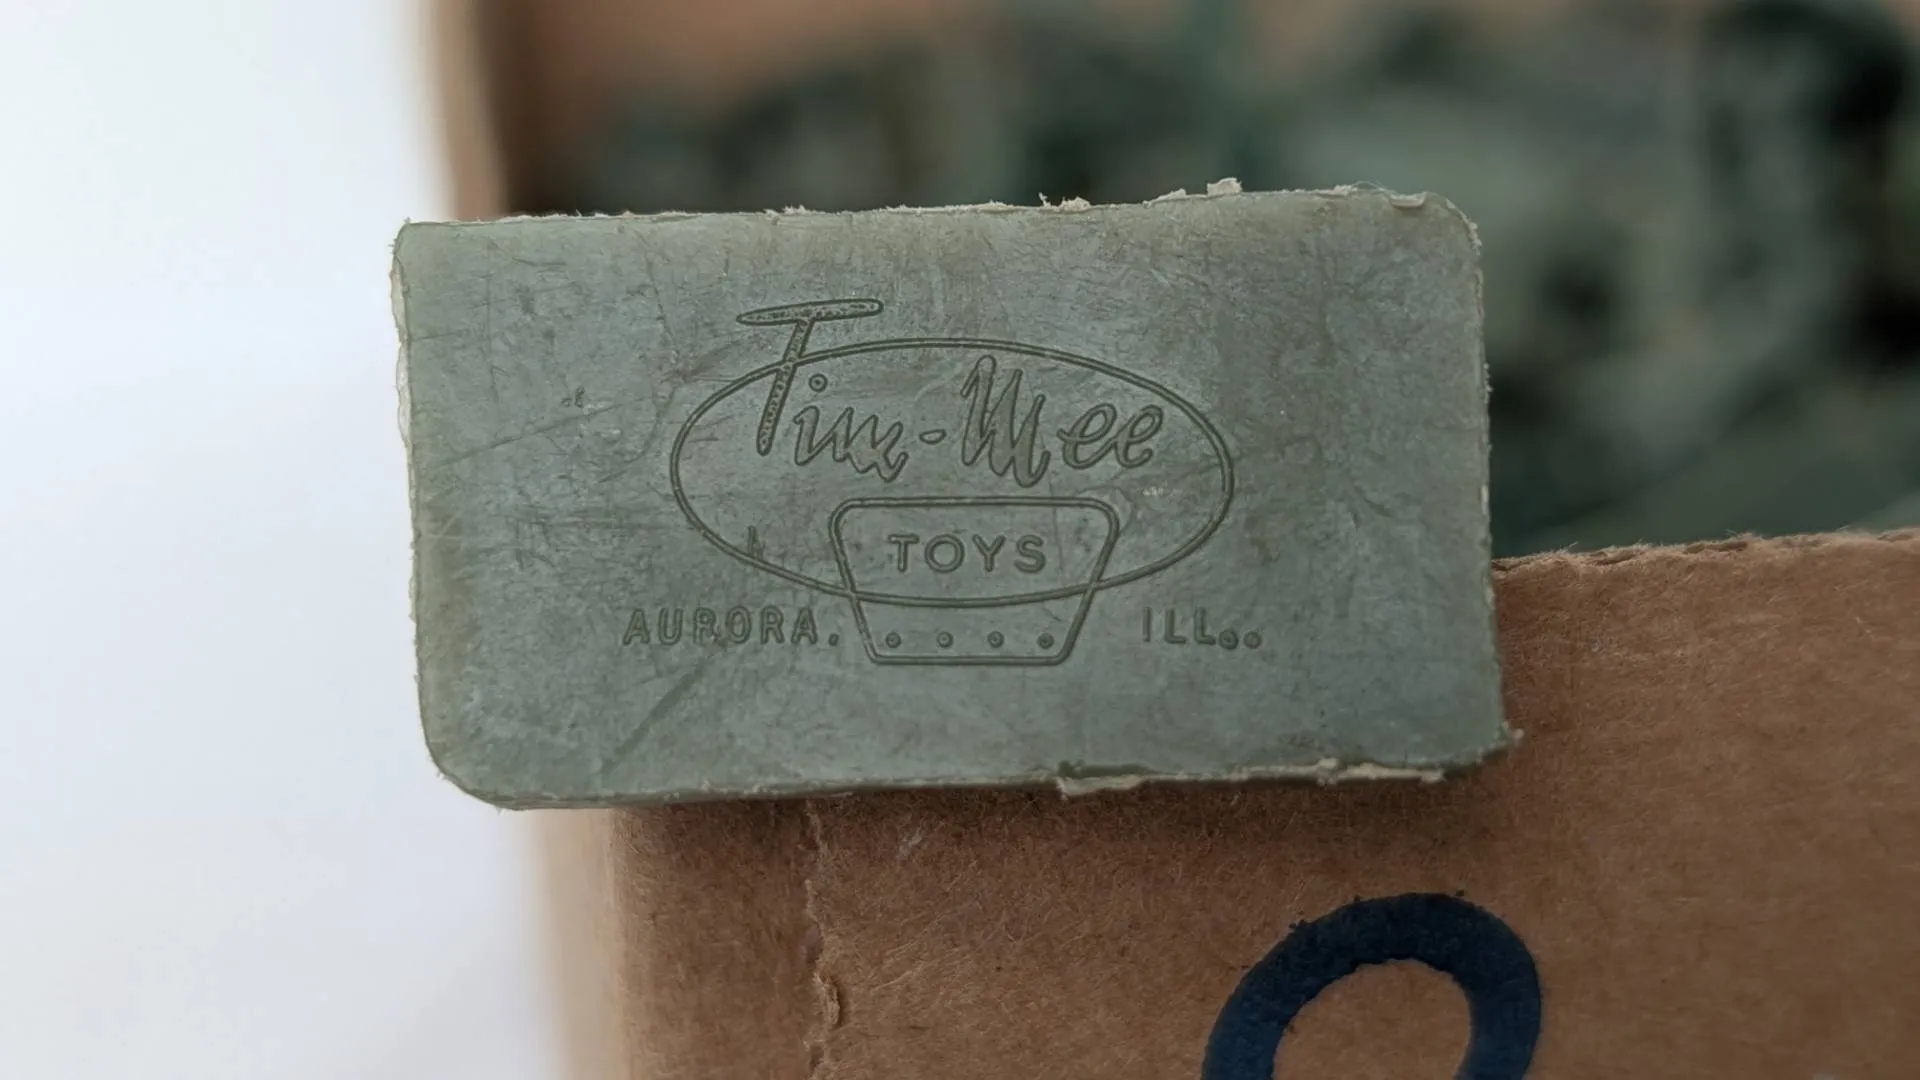 Tim-Mee
TOYS
AURORA. ILL..